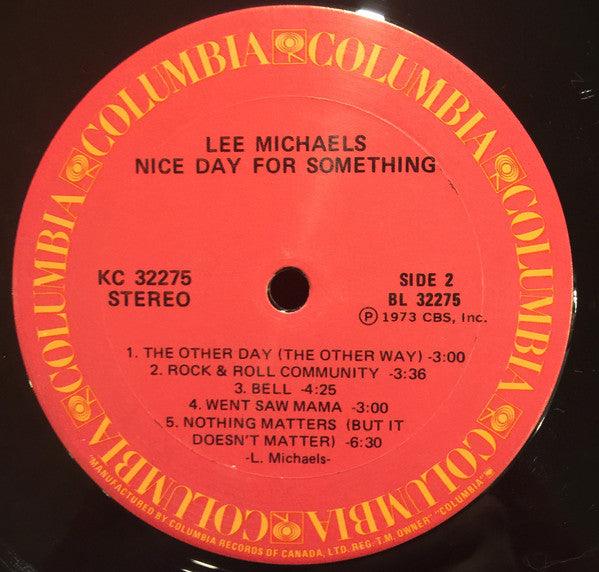 COLUMBIA COLUMBIA COLUMBIA COLUMBIA COLUMBIA COLUMBIA
LEE MICHAELS
NICE DAY FOR SOMETHING
KC 32275
STEREO
SIDE 2
BL 32275
Ⓟ 1973 CBS, Inc.
1. THE OTHER DAY (THE OTHER WAY) -3:00
2. ROCK & ROLL COMMUNITY -3:36
3. BELL -4:25
4. WENT SAW MAMA -3:00
5. NOTHING MATTERS (BUT IT
DOESN'T MATTER) -6:30
-L. Michaels-
"MANUFACTURED BY COLUMBIA RECORDS OF CANADA, LTD. REG. T.M. OWNER" "COLUMBIA"